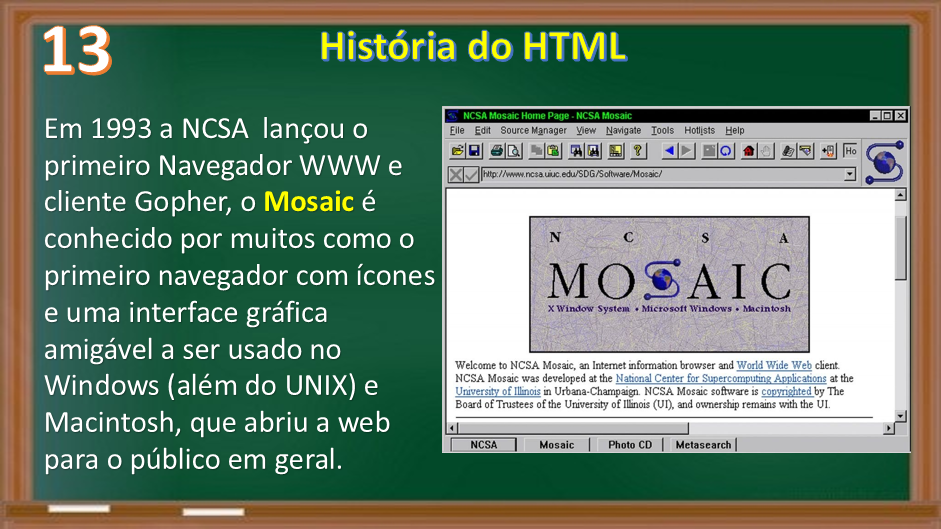 13
História do HTML
Em 1993 a NCSA lançou o
primeiro Navegador WWW e
cliente Gopher, o Mosaic é
conhecido por muitos como o
primeiro navegador com ícones
e uma interface gráfica
amigável a ser usado no
Windows (além do UNIX) e
Macintosh, que abriu a web
para o público em geral.
NCSA Mosaic Home Page - NCSA Mosaic
File Edit Source Manager View Navigate Tools Hotlists Help
Ho
http://www.ncsa.uiuc.edu/SDG/Software/Mosaic/
N C S A
MOSAIC
X Window System • Microsoft Windows • Macintosh
Welcome to NCSA Mosaic, an Internet information browser and World Wide Web client.
NCSA Mosaic was developed at the National Center for Supercomputing Applications at the
University of Illinois in Urbana-Champaign. NCSA Mosaic software is copyrighted by The
Board of Trustees of the University of Illinois (UI), and ownership remains with the UI.
NCSA Mosaic Photo CD Metasearch